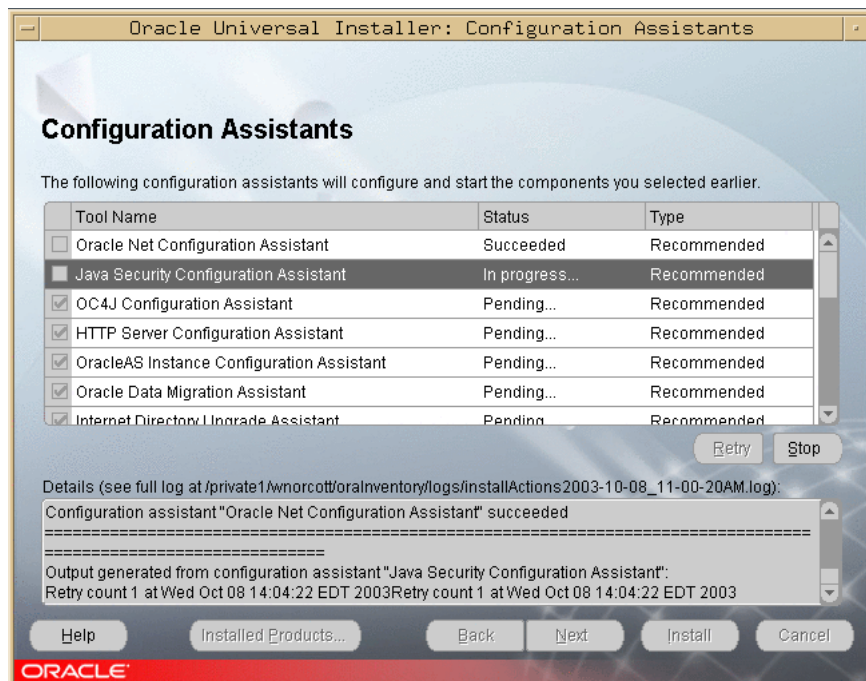 Oracle Universal Installer: Configuration Assistants
Configuration Assistants
The following configuration assistants will configure and start the components you selected earlier.
Tool Name Status Type
Oracle Net Configuration Assistant Succeeded Recommended
Java Security Configuration Assistant In progress... Recommended
OC4J Configuration Assistant Pending... Recommended
HTTP Server Configuration Assistant Pending... Recommended
OracleAS Instance Configuration Assistant Pending... Recommended
Oracle Data Migration Assistant Pending... Recommended
Internet Directory Upgrade Assistant Pending Recommended
Retry Stop
Details (see full log at /private1/wnorcott/oraInventory/logs/installActions2003-10-08_11-00-20AM.log):
Configuration assistant "Oracle Net Configuration Assistant" succeeded
Output generated from configuration assistant "Java Security Configuration Assistant":
Retry count 1 at Wed Oct 08 14:04:22 EDT 2003Retry count 1 at Wed Oct 08 14:04:22 EDT 2003
Help Installed Products... Back Next Install Cancel
ORACLE